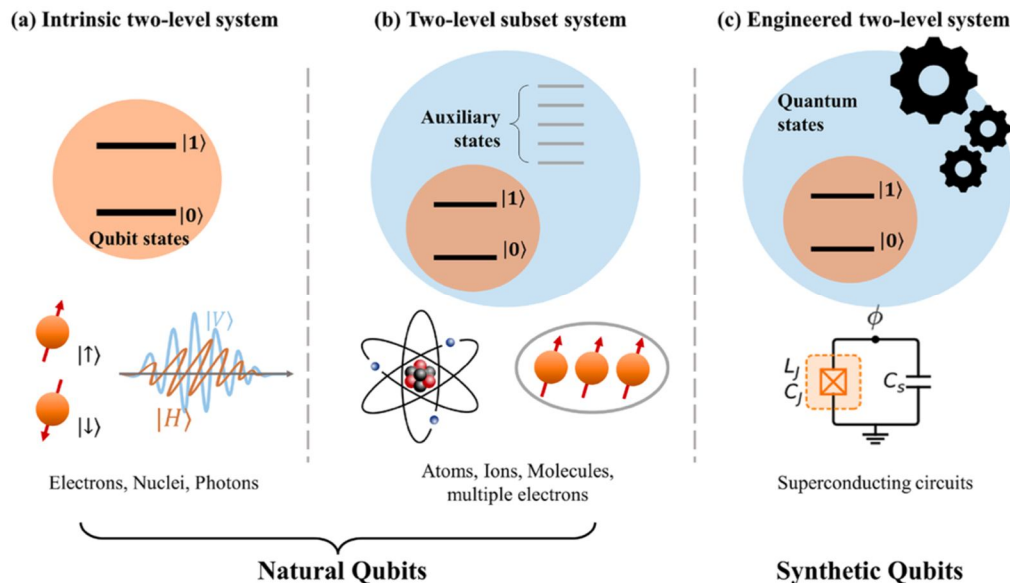 (a) Intrinsic two-level system
|1⟩
|0⟩
Qubit states
|↑⟩
|↓⟩
|V⟩
|H⟩
Electrons, Nuclei, Photons
(b) Two-level subset system
Auxiliary
states
|1⟩
|0⟩
Atoms, Ions, Molecules,
multiple electrons
Natural Qubits
(c) Engineered two-level system
Quantum
states
|1⟩
|0⟩
ϕ
L_J
C_J
C_s
Superconducting circuits
Synthetic Qubits